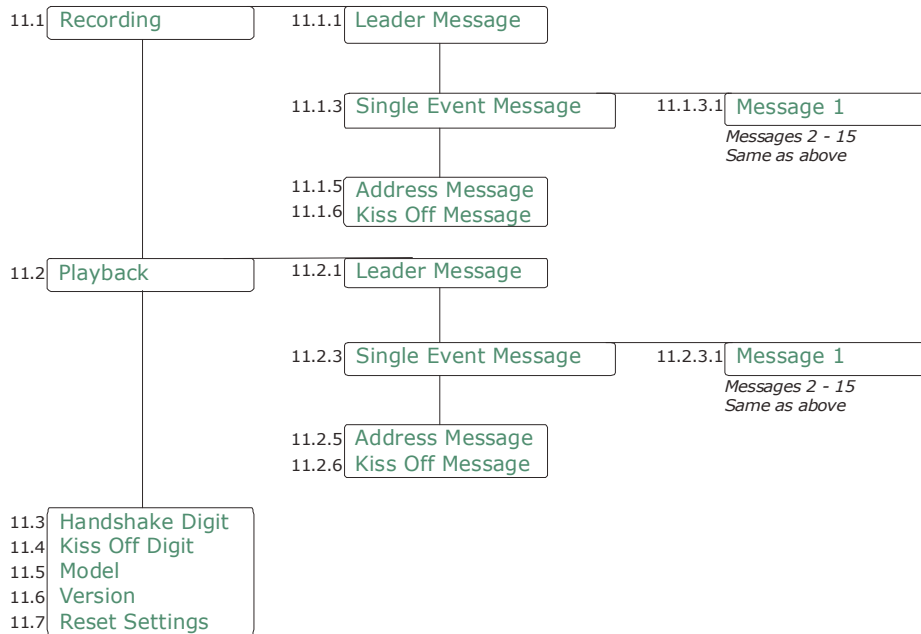 11.1 Recording 11.1.1 Leader Message
11.1.3 Single Event Message 11.1.3.1 Message 1
Messages 2 - 15
Same as above
11.1.5 Address Message
11.1.6 Kiss Off Message
11.2 Playback 11.2.1 Leader Message
11.2.3 Single Event Message 11.2.3.1 Message 1
Messages 2 - 15
Same as above
11.2.5 Address Message
11.2.6 Kiss Off Message
11.3 Handshake Digit
11.4 Kiss Off Digit
11.5 Model
11.6 Version
11.7 Reset Settings